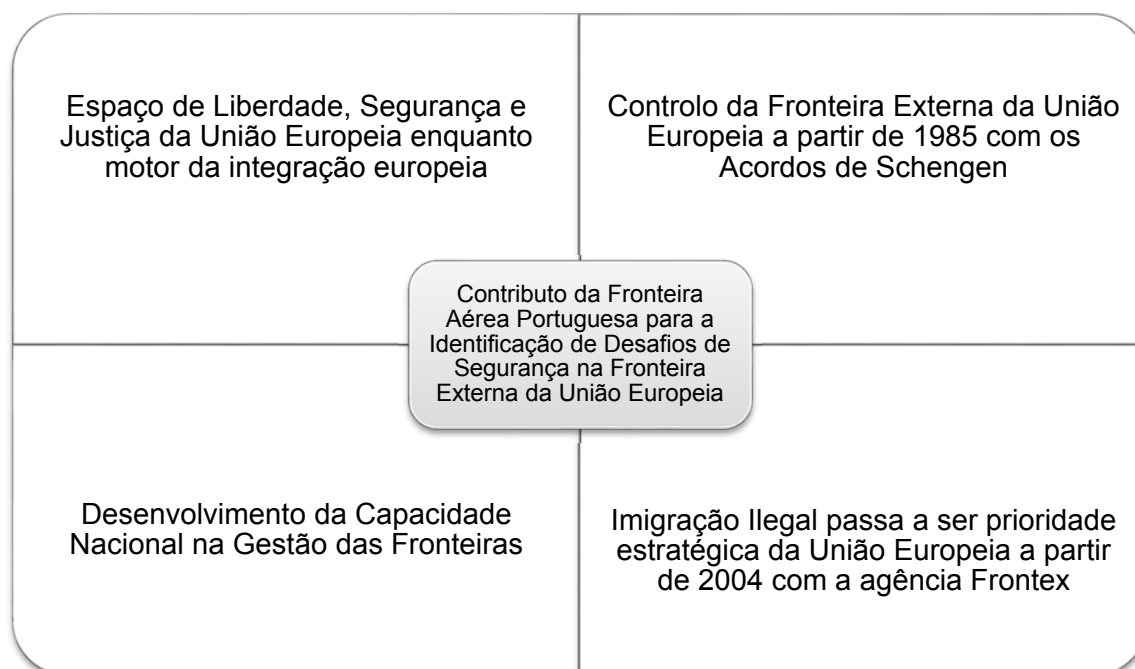 Espaço de Liberdade, Segurança e
Justiça da União Europeia enquanto
motor da integração europeia
Controlo da Fronteira Externa da União
Europeia a partir de 1985 com os
Acordos de Schengen
Contributo da Fronteira
Aérea Portuguesa para a
Identificação de Desafios de
Segurança na Fronteira
Externa da União Europeia
Desenvolvimento da Capacidade
Nacional na Gestão das Fronteiras
Imigração Ilegal passa a ser prioridade
estratégica da União Europeia a partir
de 2004 com a agência Frontex